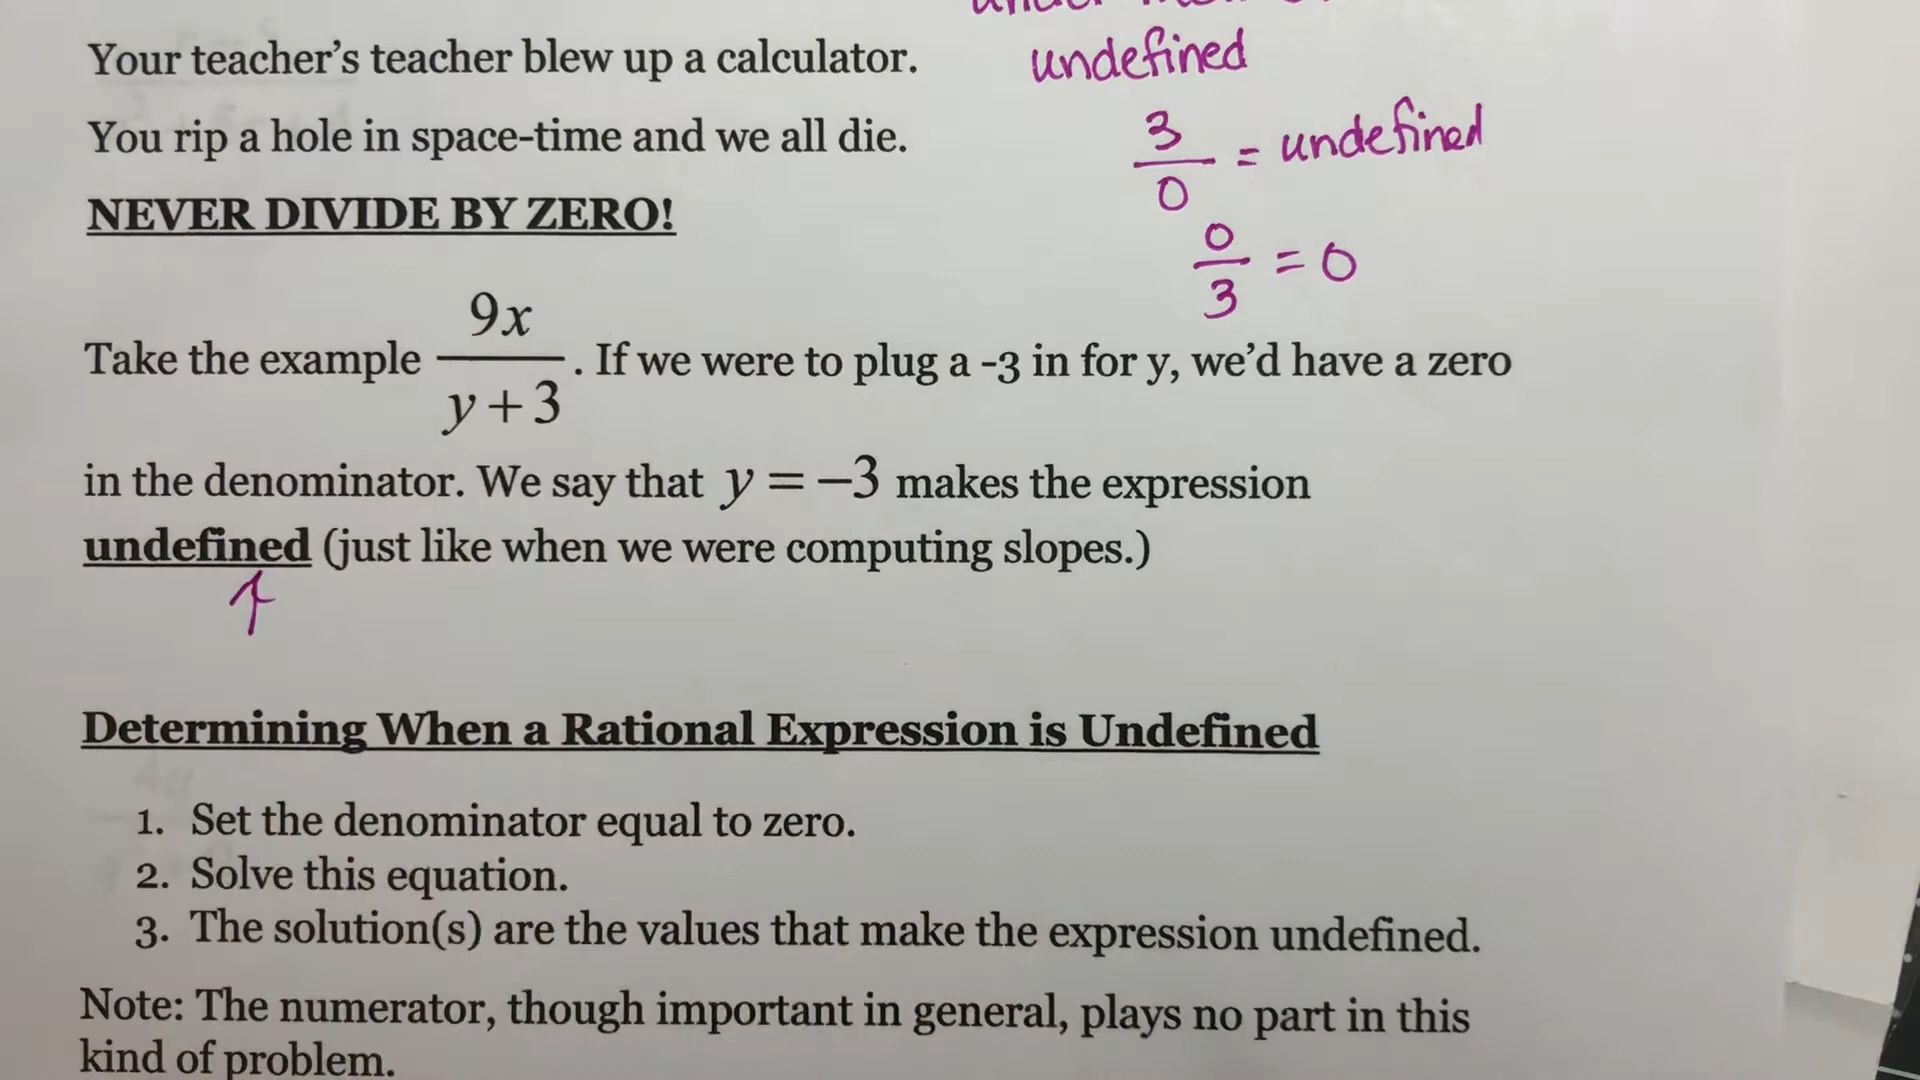 Your teacher's teacher blew up a calculator.
undefined
You rip a hole in space-time and we all die.
3/0 = undefined
NEVER DIVIDE BY ZERO!
0/3 = 0
Take the example 9x/(y+3). If we were to plug a -3 in for y, we'd have a zero
in the denominator. We say that y = −3 makes the expression
undefined (just like when we were computing slopes.)
Determining When a Rational Expression is Undefined
1. Set the denominator equal to zero.
2. Solve this equation.
3. The solution(s) are the values that make the expression undefined.
Note: The numerator, though important in general, plays no part in this
kind of problem.